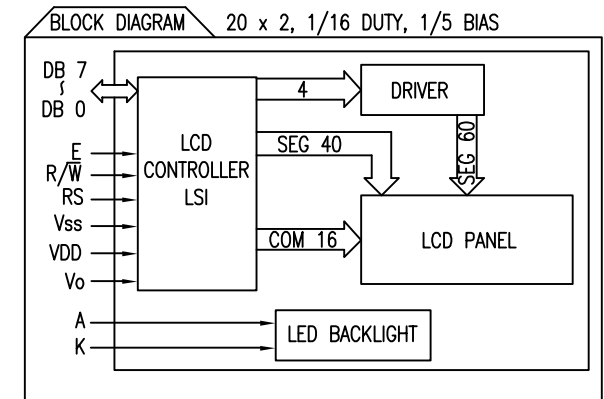 BLOCK DIAGRAM 20 x 2, 1/16 DUTY, 1/5 BIAS
DB 7
~
DB 0
E
R/W̅
RS
Vss
VDD
Vo
A
K
LCD
CONTROLLER
LSI
4
SEG 40
COM 16
DRIVER
SEG 60
LCD PANEL
LED BACKLIGHT